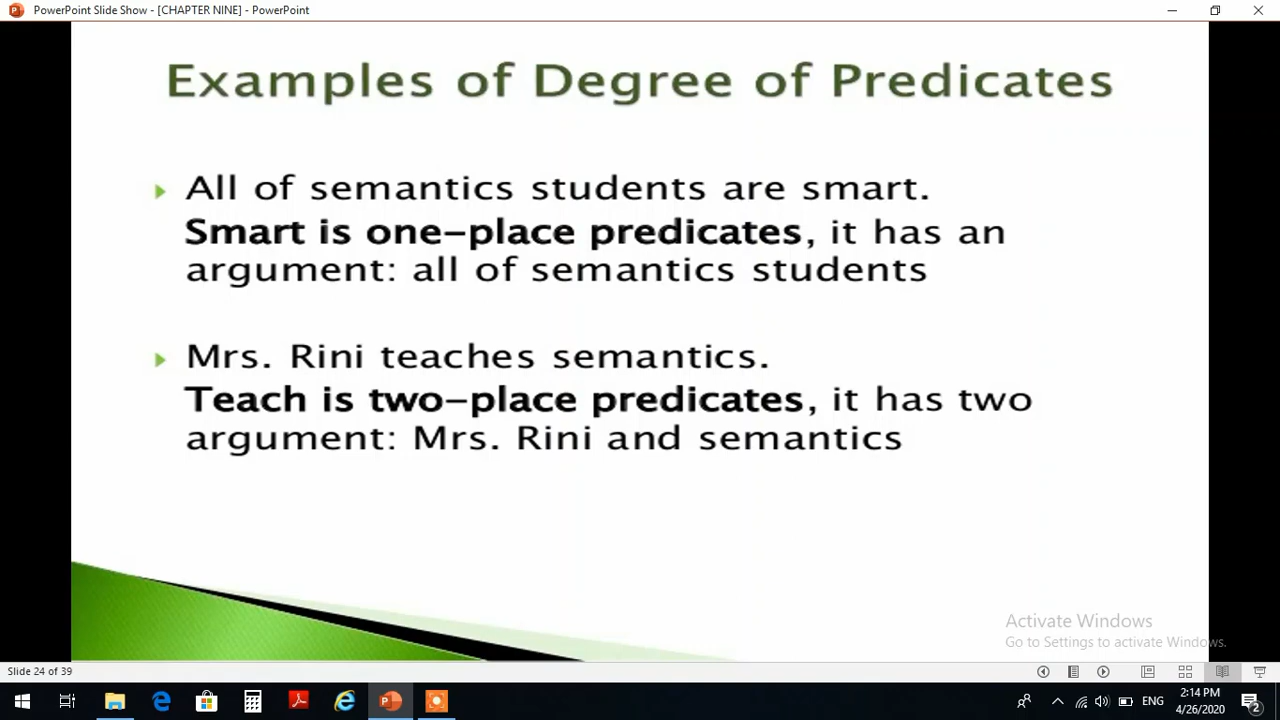 PowerPoint Slide Show - [CHAPTER NINE] - PowerPoint
Examples of Degree of Predicates
All of semantics students are smart.
Smart is one-place predicates, it has an
argument: all of semantics students
Mrs. Rini teaches semantics.
Teach is two-place predicates, it has two
argument: Mrs. Rini and semantics
Activate Windows
Go to Settings to activate Windows.
Slide 24 of 39
ENG
2:14 PM
4/26/2020
2